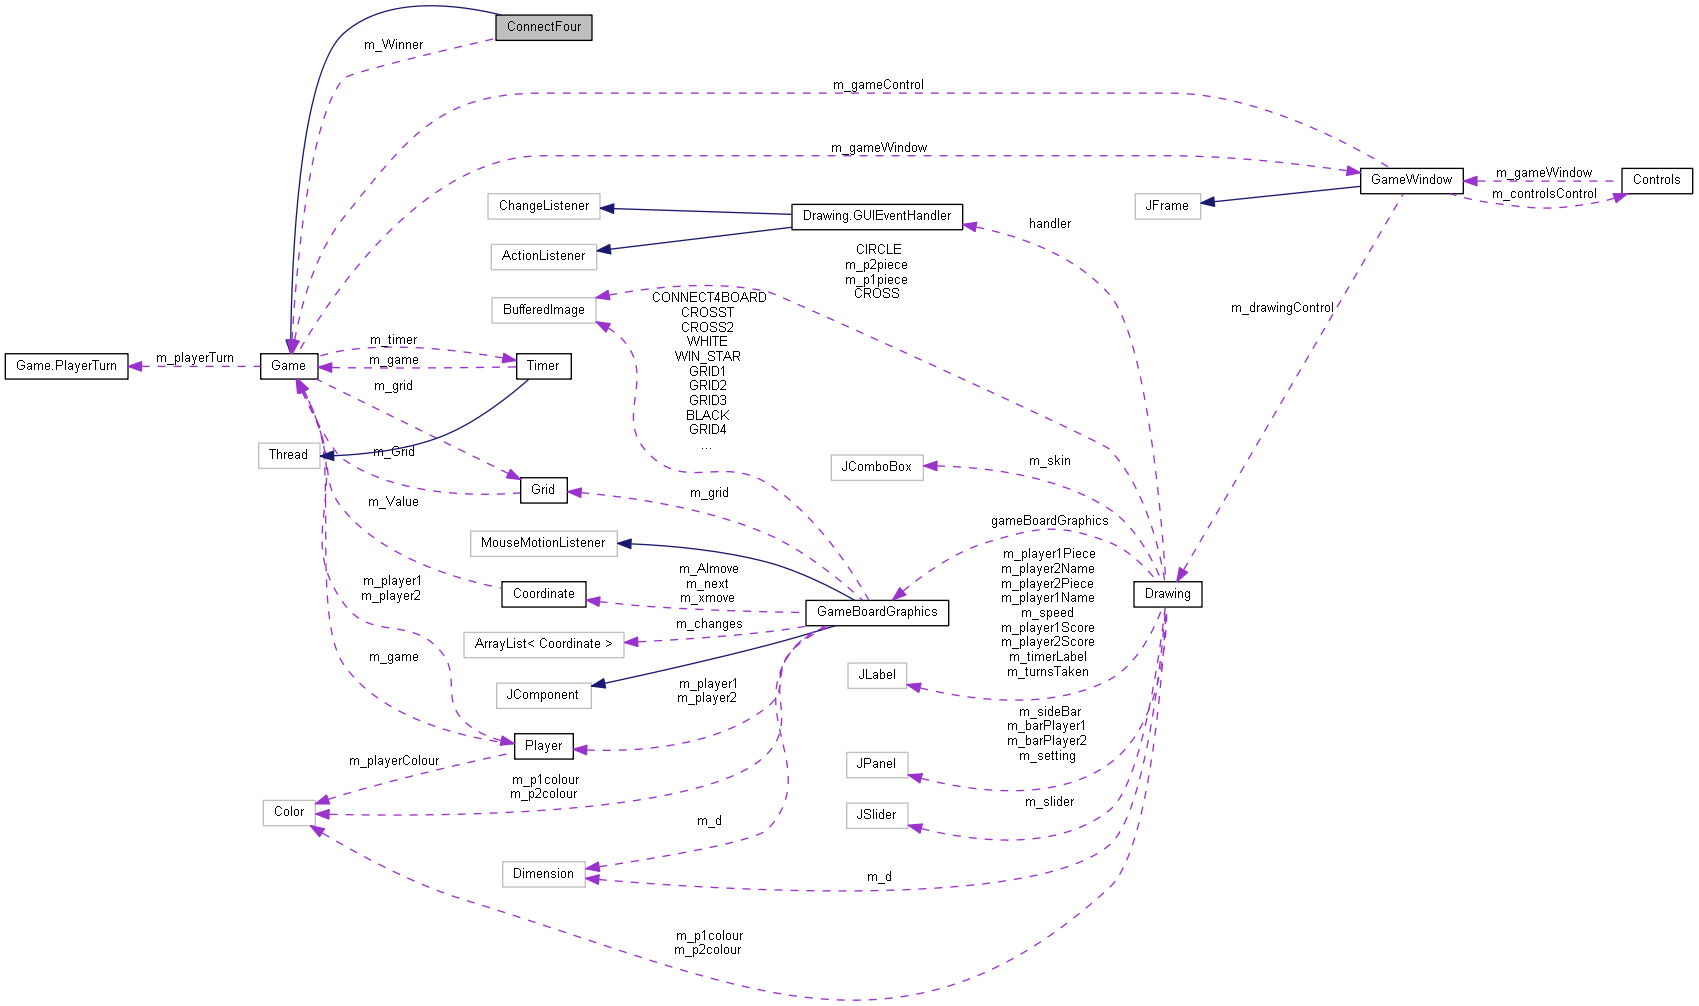 ConnectFour
m_Winner
m_gameControl
m_gameWindow
GameWindow
m_gameWindow
m_controlsControl
Controls
JFrame
ChangeListener
Drawing.GUIEventHandler
handler
ActionListener
CIRCLE
m_p2piece
m_p1piece
CROSS
BufferedImage
CONNECT4BOARD
CROSST
CROSS2
WHITE
WIN_STAR
GRID1
GRID2
GRID3
BLACK
GRID4
...
m_drawingControl
m_timer
m_playerTurn
Game.PlayerTurn
Game
m_game
Timer
m_grid
Thread
m_Grid
JComboBox
m_skin
Grid
m_grid
m_Value
gameBoardGraphics
MouseMotionListener
m_player1Piece
m_player2Name
m_player2Piece
m_player1Name
m_speed
m_player1Score
m_player2Score
m_timerLabel
m_turnsTaken
m_AImove
m_next
m_xmove
m_player1
m_player2
Coordinate
Drawing
GameBoardGraphics
m_changes
ArrayList< Coordinate >
m_game
JLabel
JComponent
m_player1
m_player2
m_sideBar
m_barPlayer1
m_barPlayer2
m_setting
Player
m_playerColour
JPanel
m_p1colour
m_p2colour
m_slider
Color
JSlider
m_d
Dimension
m_d
m_p1colour
m_p2colour